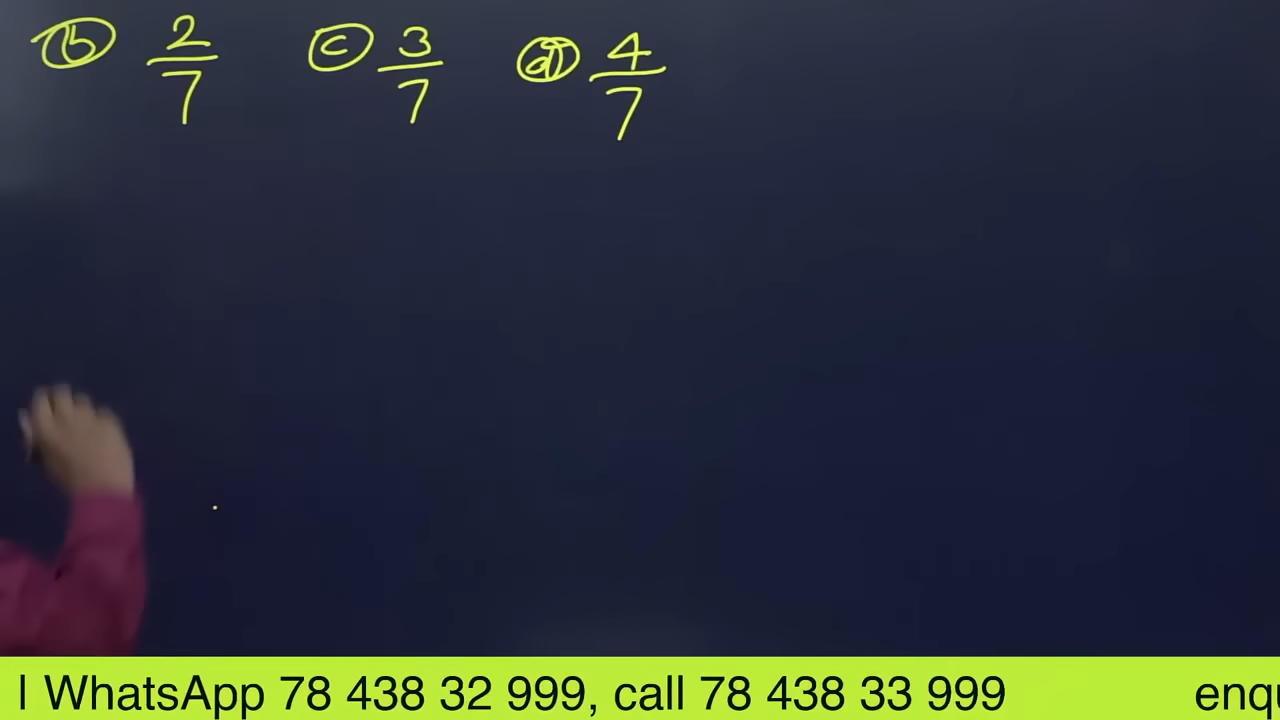 (b) 2/7 (c) 3/7 (d) 4/7
l WhatsApp 78 438 32 999, call 78 438 33 999